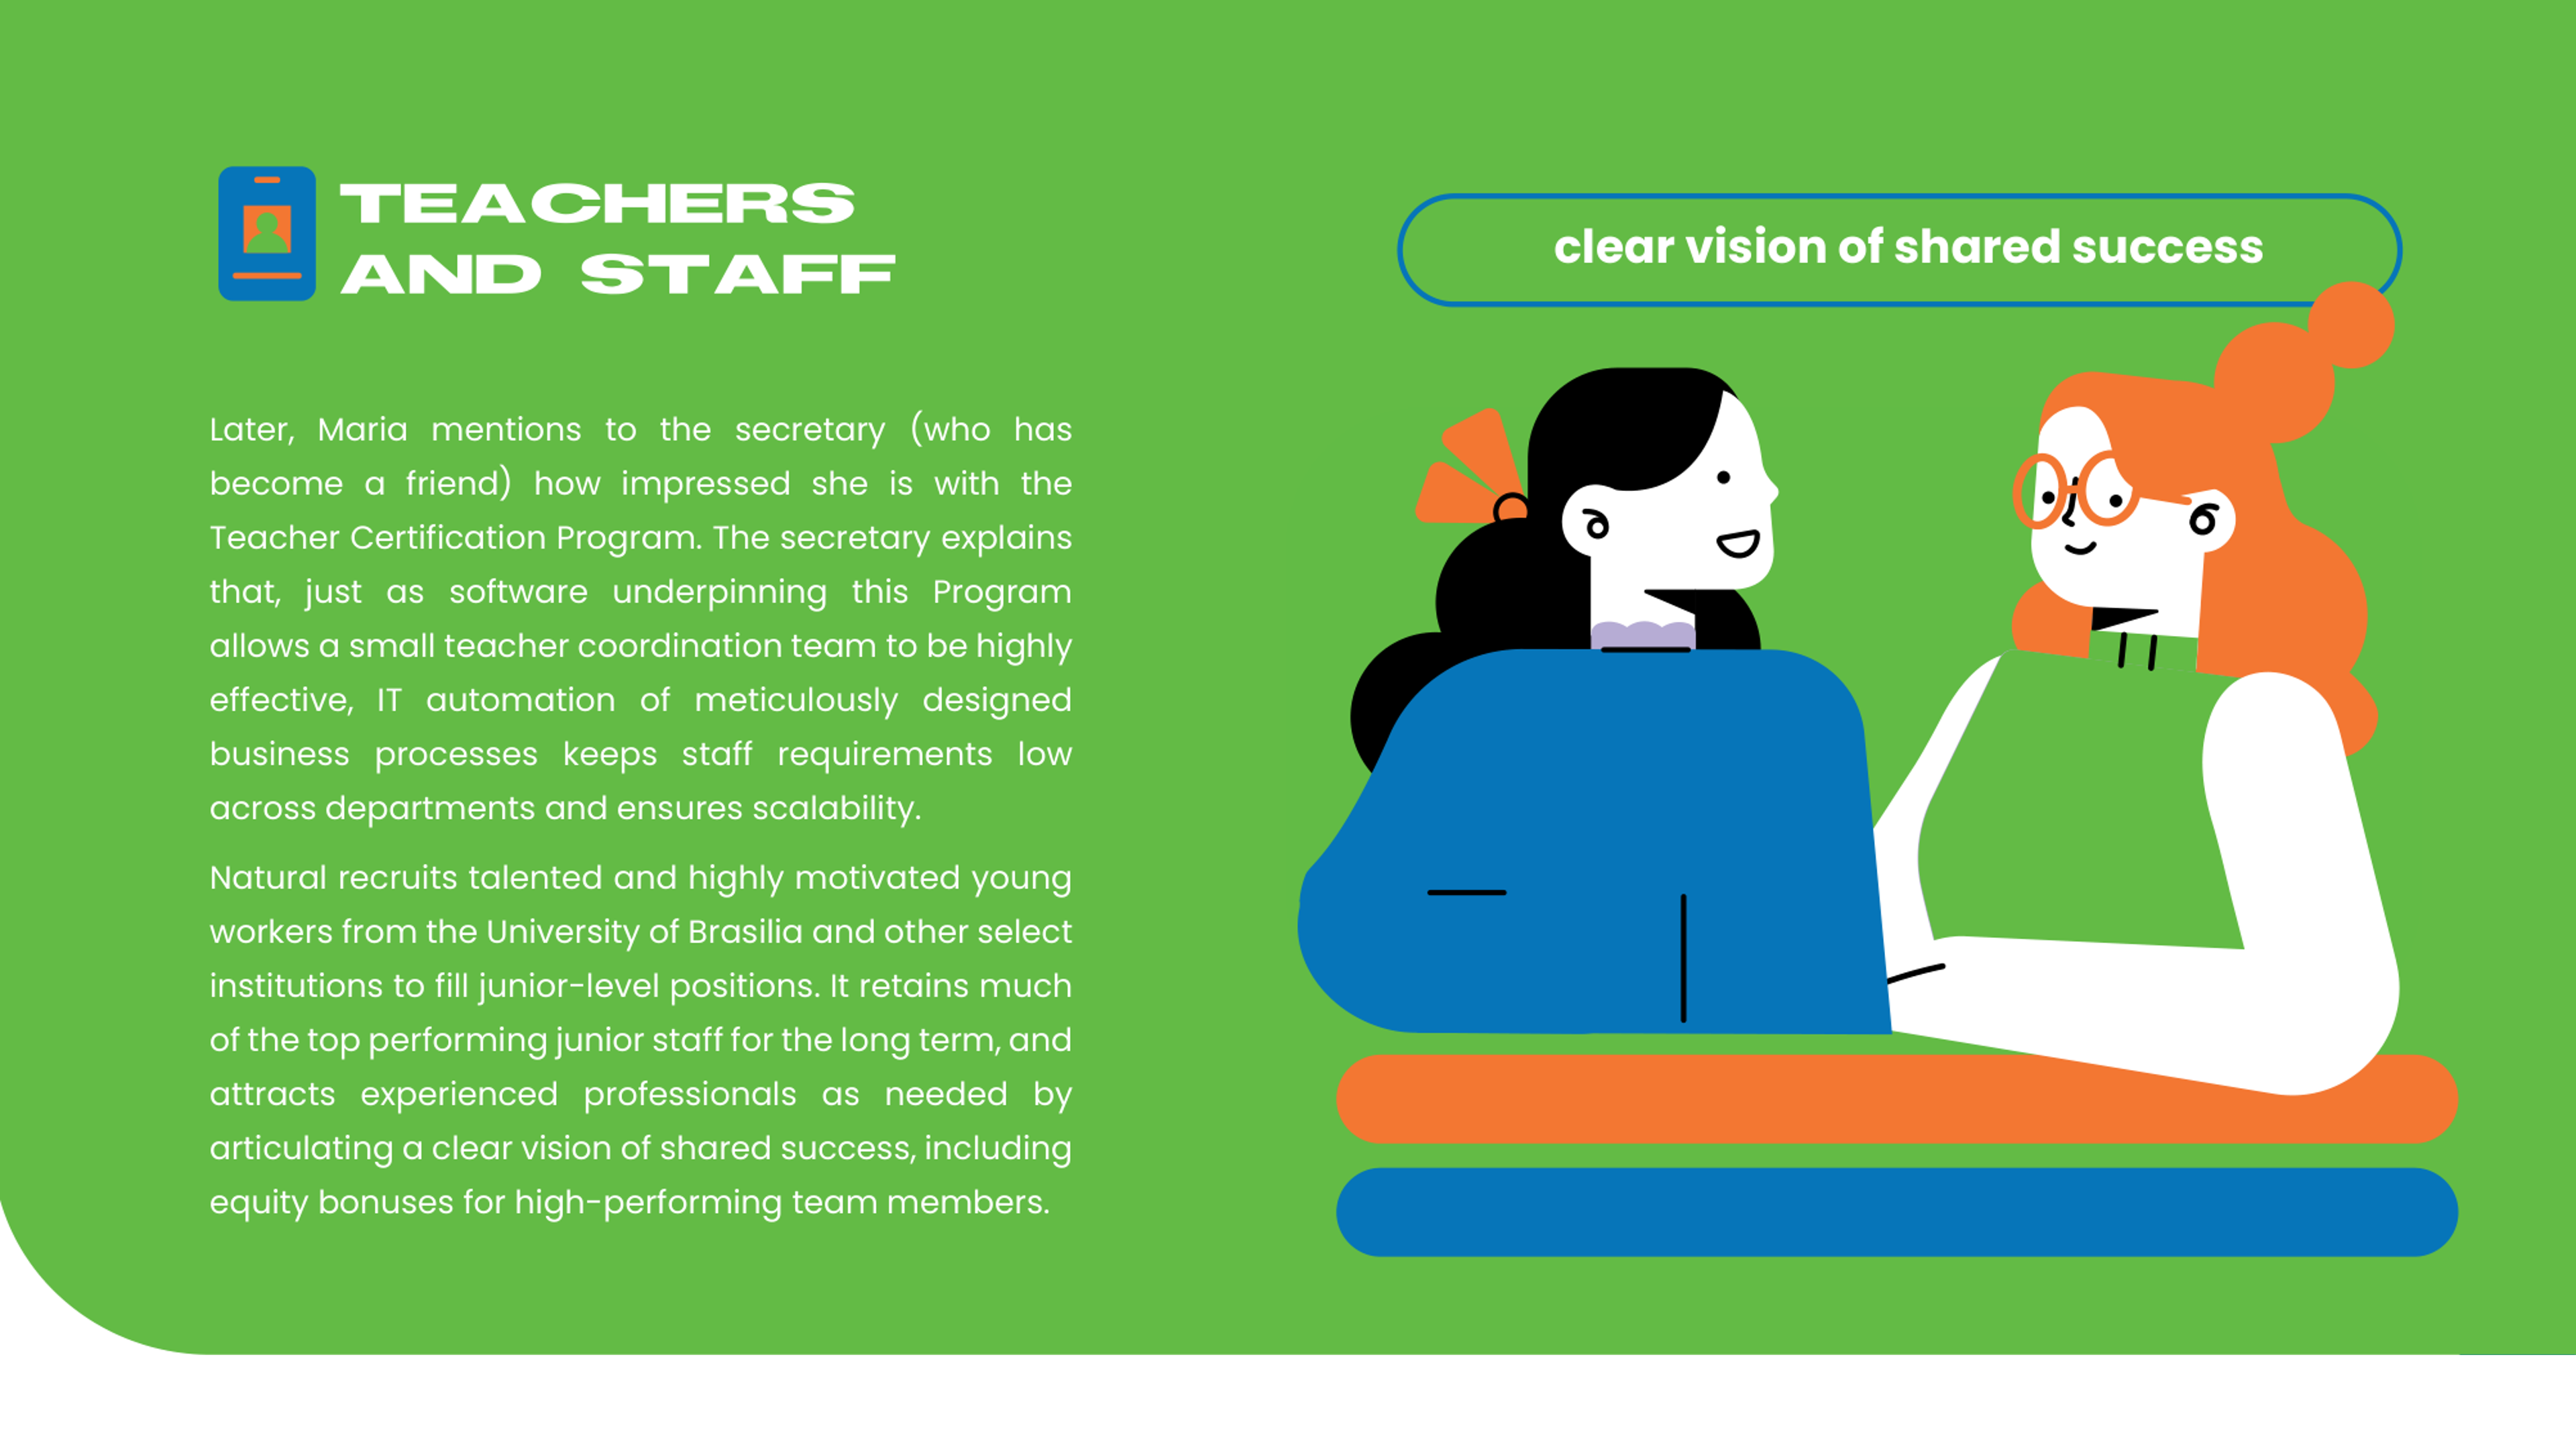 TEACHERS
AND STAFF
clear vision of shared success
Later, Maria mentions to the secretary (who has
become a friend) how impressed she is with the
Teacher Certification Program. The secretary explains
that, just as software underpinning this Program
allows a small teacher coordination team to be highly
effective, IT automation of meticulously designed
business processes keeps staff requirements low
across departments and ensures scalability.
Natural recruits talented and highly motivated young
workers from the University of Brasilia and other select
institutions to fill junior-level positions. It retains much
of the top performing junior staff for the long term, and
attracts experienced professionals as needed by
articulating a clear vision of shared success, including
equity bonuses for high-performing team members.